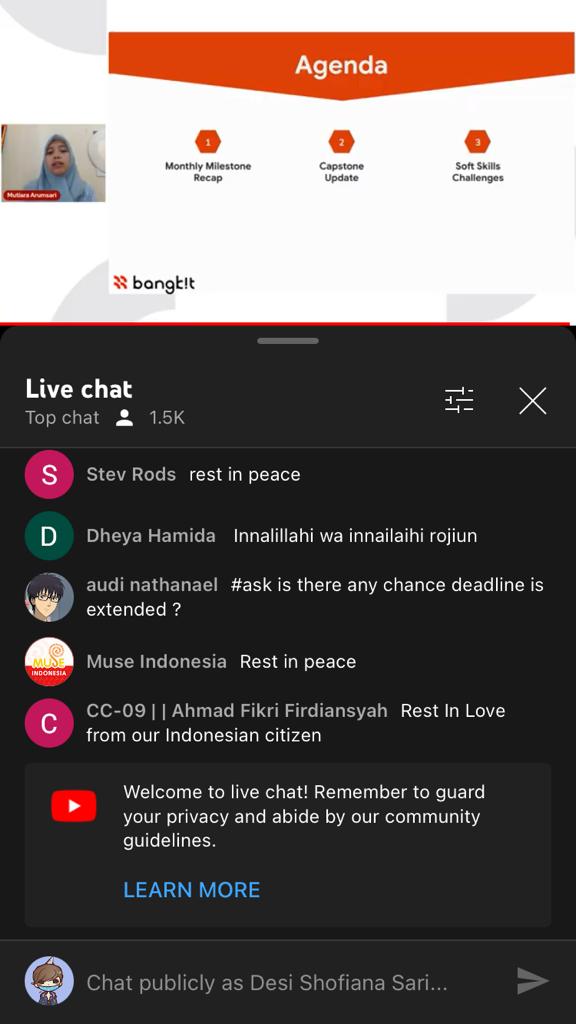 Agenda
1
2
3
Monthly Milestone
Recap
Capstone
Update
Soft Skills
Challenges
Mutiara Arumsari
bangk!t
Live chat
Top chat 1.5K
S
Stev Rods rest in peace
D
Dheya Hamida Innalillahi wa innailaihi rojiun
audi nathanael #ask is there any chance deadline is
extended ?
MUSE
INDONESIA
Muse Indonesia Rest in peace
C
CC-09 | | Ahmad Fikri Firdiansyah Rest In Love
from our Indonesian citizen
Welcome to live chat! Remember to guard
your privacy and abide by our community
guidelines.
LEARN MORE
Chat publicly as Desi Shofiana Sari...